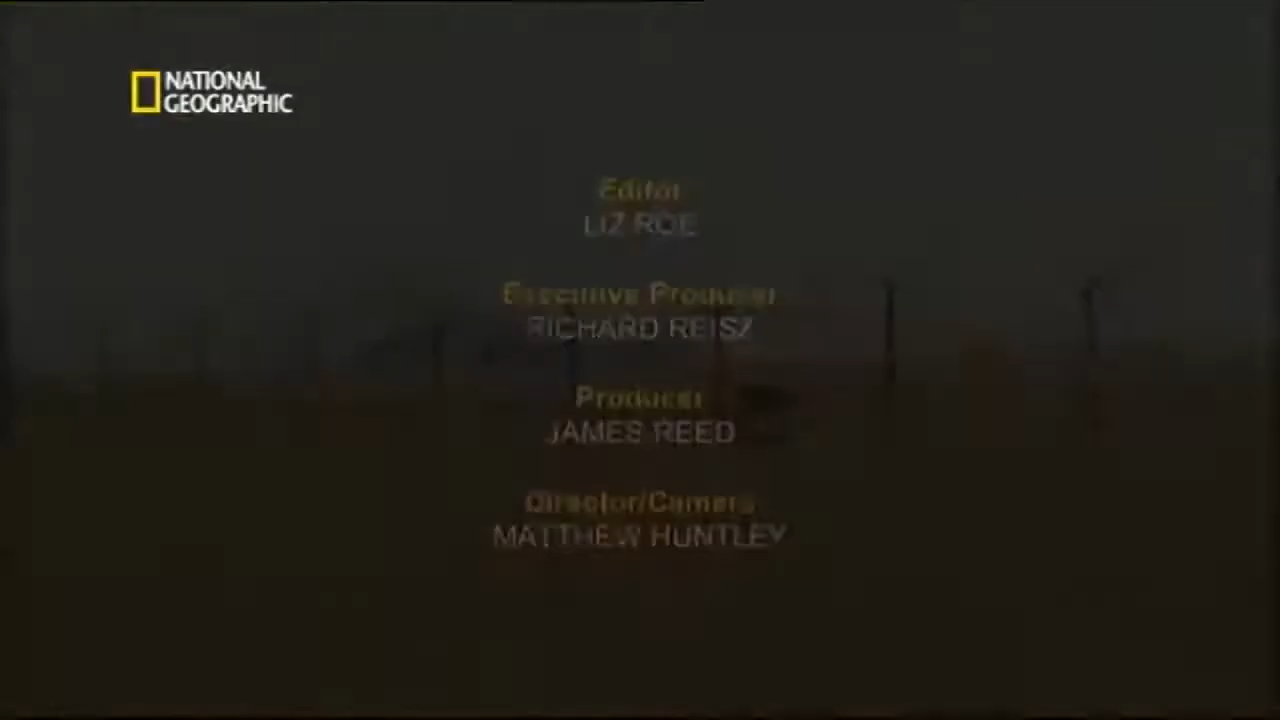 NATIONAL
GEOGRAPHIC
Editor
LIZ ROE
Executive Producer
RICHARD REISZ
Producer
JAMES REED
Director/Camera
MATTHEW HUNTLEY